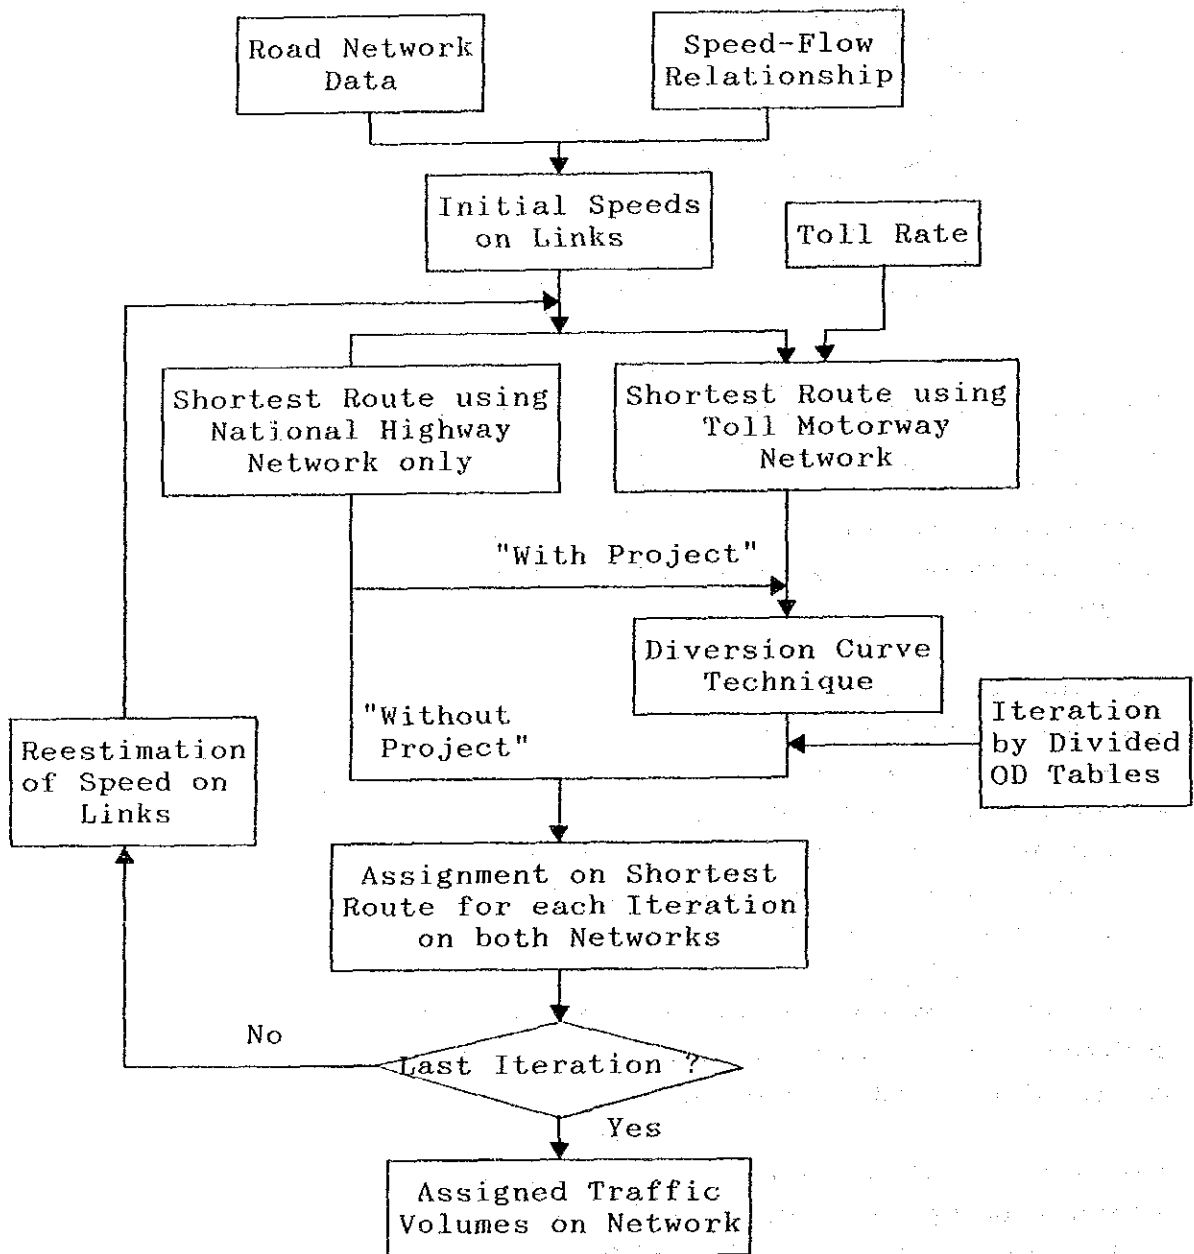 Road Network
Data
Speed-Flow
Relationship
Initial Speeds
on Links
Toll Rate
Shortest Route using
National Highway
Network only
Shortest Route using
Toll Motorway
Network
"With Project"
Diversion Curve
Technique
"Without
Project"
Iteration
by Divided
OD Tables
Reestimation
of Speed on
Links
Assignment on Shortest
Route for each Iteration
on both Networks
No
Last Iteration ?
Yes
Assigned Traffic
Volumes on Network